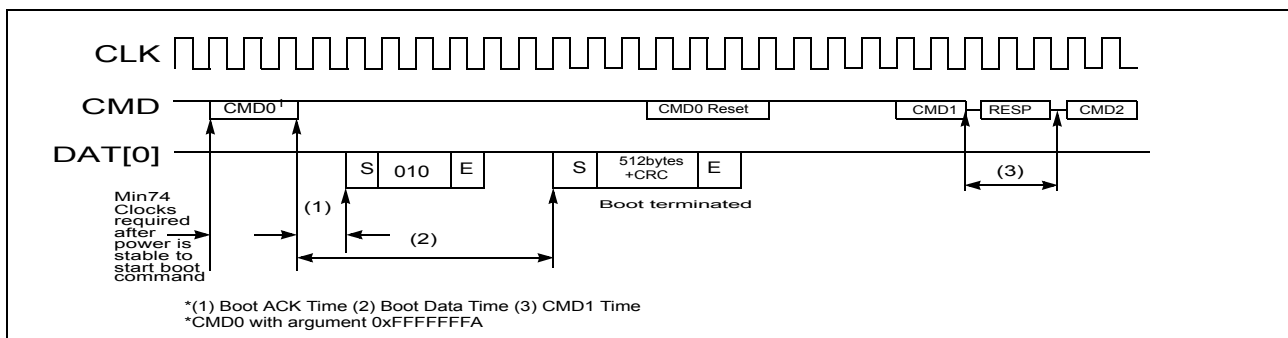 CLK
CMD
CMD0 1
CMD0 Reset
CMD1
RESP
CMD2
DAT[0]
S
010
E
S
512bytes
+CRC
E
(3)
Boot terminated
Min74
Clocks
required
after
power is
stable to
start boot
command
(1)
(2)
*(1) Boot ACK Time (2) Boot Data Time (3) CMD1 Time
*CMD0 with argument 0xFFFFFFFA